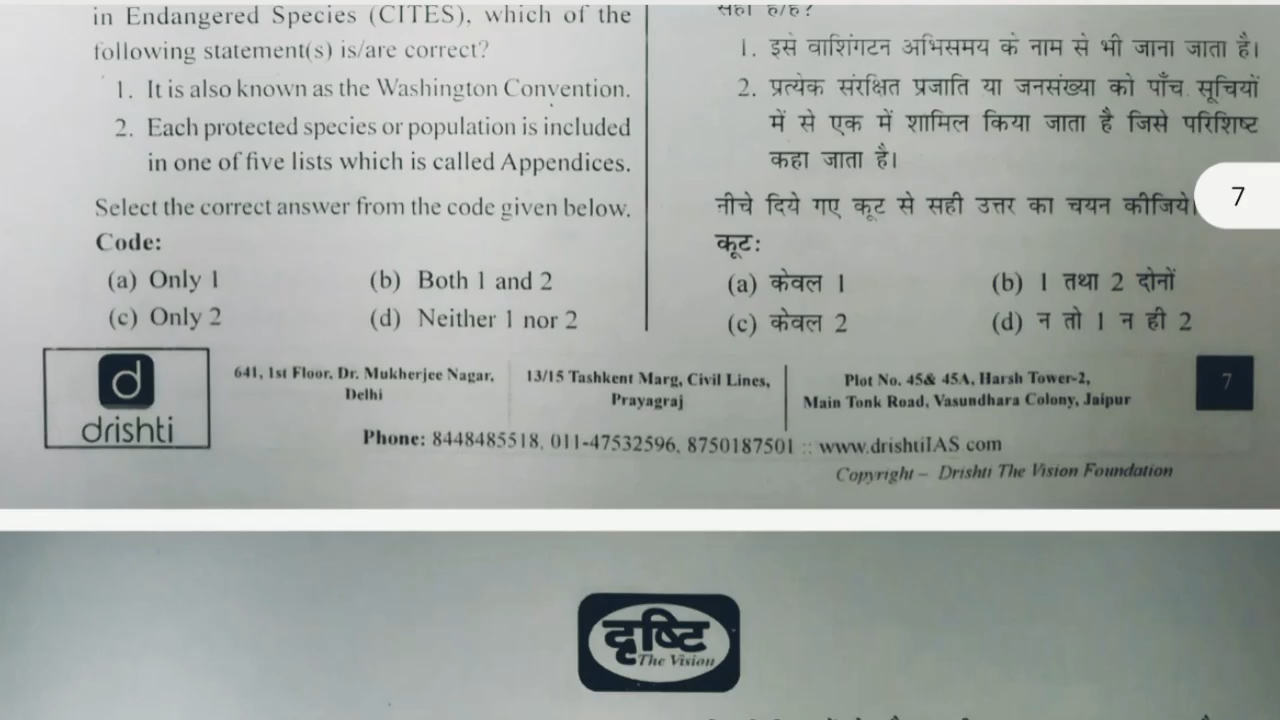 in Endangered Species (CITES), which of the
following statement(s) is/are correct?
1. It is also known as the Washington Convention.
2. Each protected species or population is included
in one of five lists which is called Appendices.
Select the correct answer from the code given below.
Code:
(a) Only 1 (b) Both 1 and 2
(c) Only 2 (d) Neither 1 nor 2
सही है/हैं?
1. इसे वाशिंगटन अभिसमय के नाम से भी जाना जाता है।
2. प्रत्येक संरक्षित प्रजाति या जनसंख्या को पाँच सूचियों
में से एक में शामिल किया जाता है जिसे परिशिष्ट
कहा जाता है।
नीचे दिये गए कूट से सही उत्तर का चयन कीजिये।
कूट:
(a) केवल 1 (b) 1 तथा 2 दोनों
(c) केवल 2 (d) न तो 1 न ही 2
7
d
drishti
641, 1st Floor, Dr. Mukherjee Nagar,
Delhi
13/15 Tashkent Marg, Civil Lines,
Prayagraj
Plot No. 45& 45A, Harsh Tower-2,
Main Tonk Road, Vasundhara Colony, Jaipur
7
Phone: 8448485518, 011-47532596, 8750187501 :: www.drishtiIAS com
Copyright – Drishti The Vision Foundation
दृष्टि
The Vision